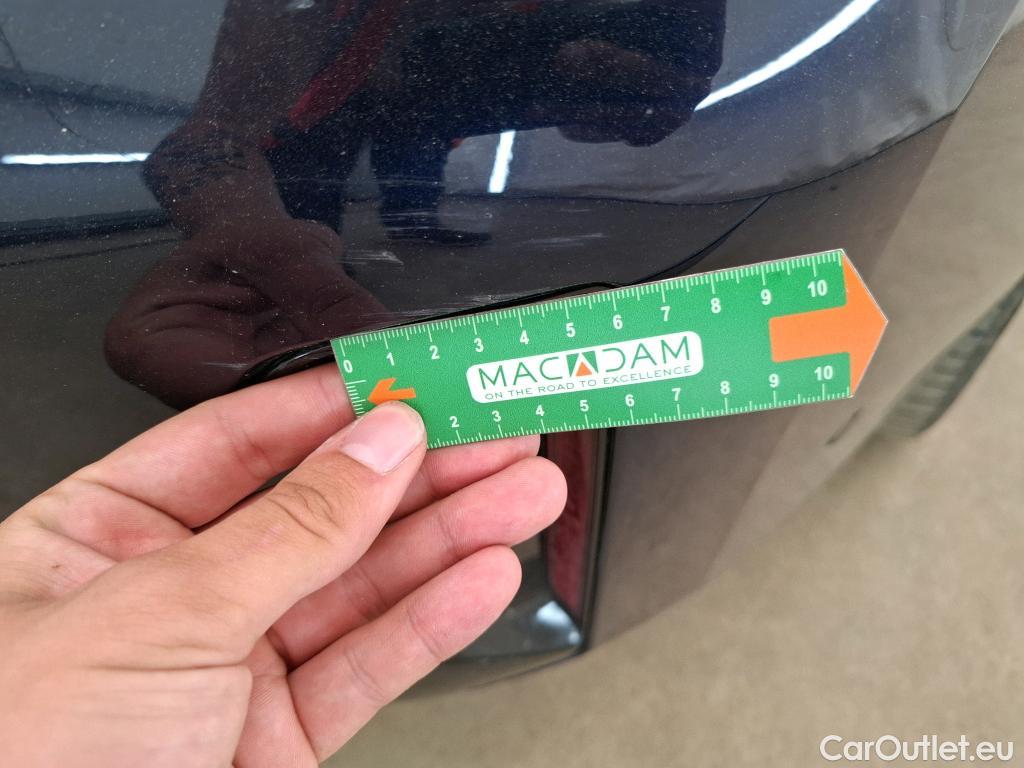 0 1 2 3 4 5 6 7 8 9 10
MACADAM
ON THE ROAD TO EXCELLENCE
2 3 4 5 6 7 8 9 10
CarOutlet.eu